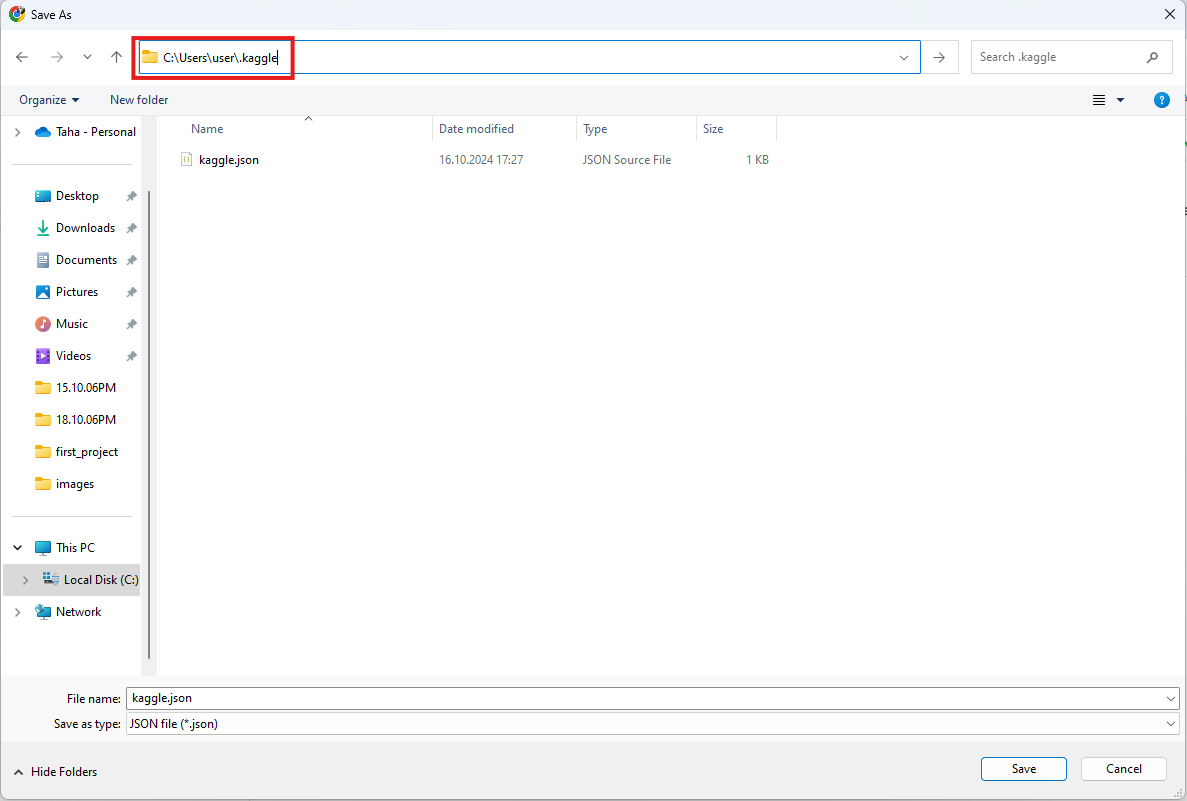 Save As
C:\Users\user\.kaggle
Search .kaggle
Organize
New folder
?
Taha - Personal
Desktop
Downloads
Documents
Pictures
Music
Videos
15.10.06PM
18.10.06PM
first_project
images
This PC
Local Disk (C:)
Network
Name Date modified Type Size
kaggle.json 16.10.2024 17:27 JSON Source File 1 KB
File name: kaggle.json
Save as type: JSON file (*.json)
Hide Folders
Save
Cancel